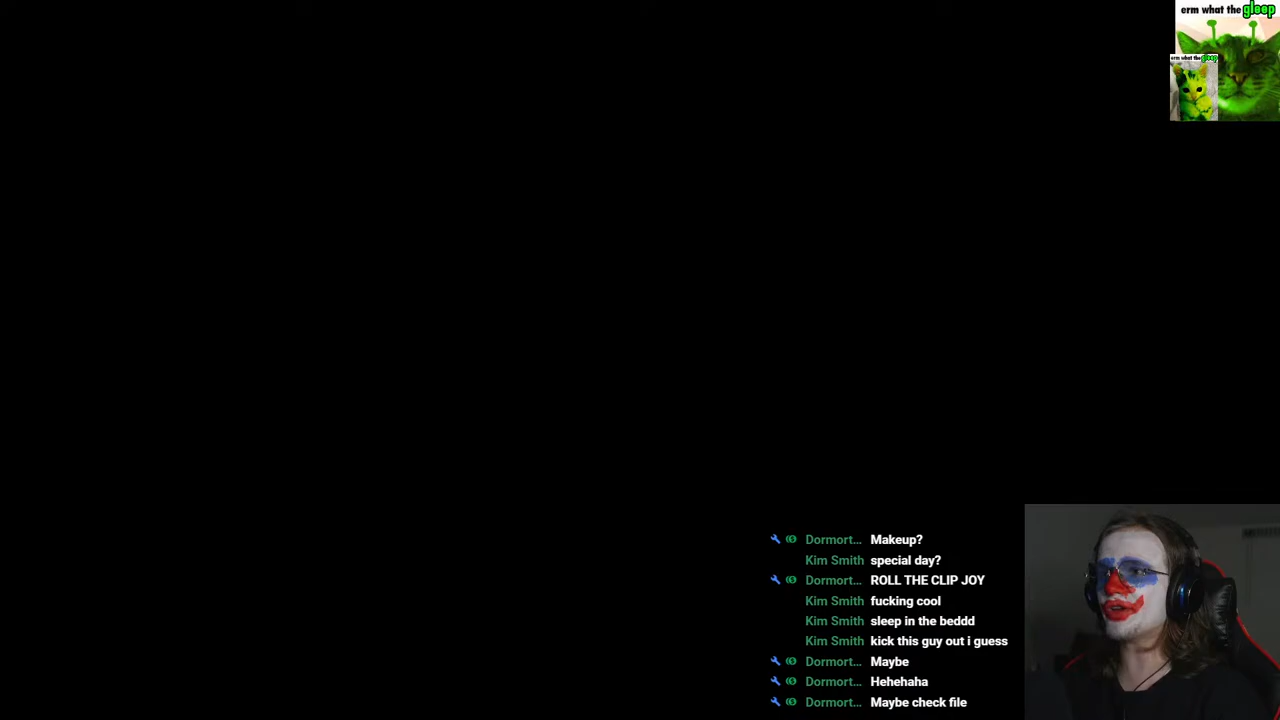 erm what the gloop
erm what the gloop
Dormort... Makeup?
Kim Smith special day?
Dormort... ROLL THE CLIP JOY
Kim Smith fucking cool
Kim Smith sleep in the beddd
Kim Smith kick this guy out i guess
Dormort... Maybe
Dormort... Hehehaha
Dormort... Maybe check file